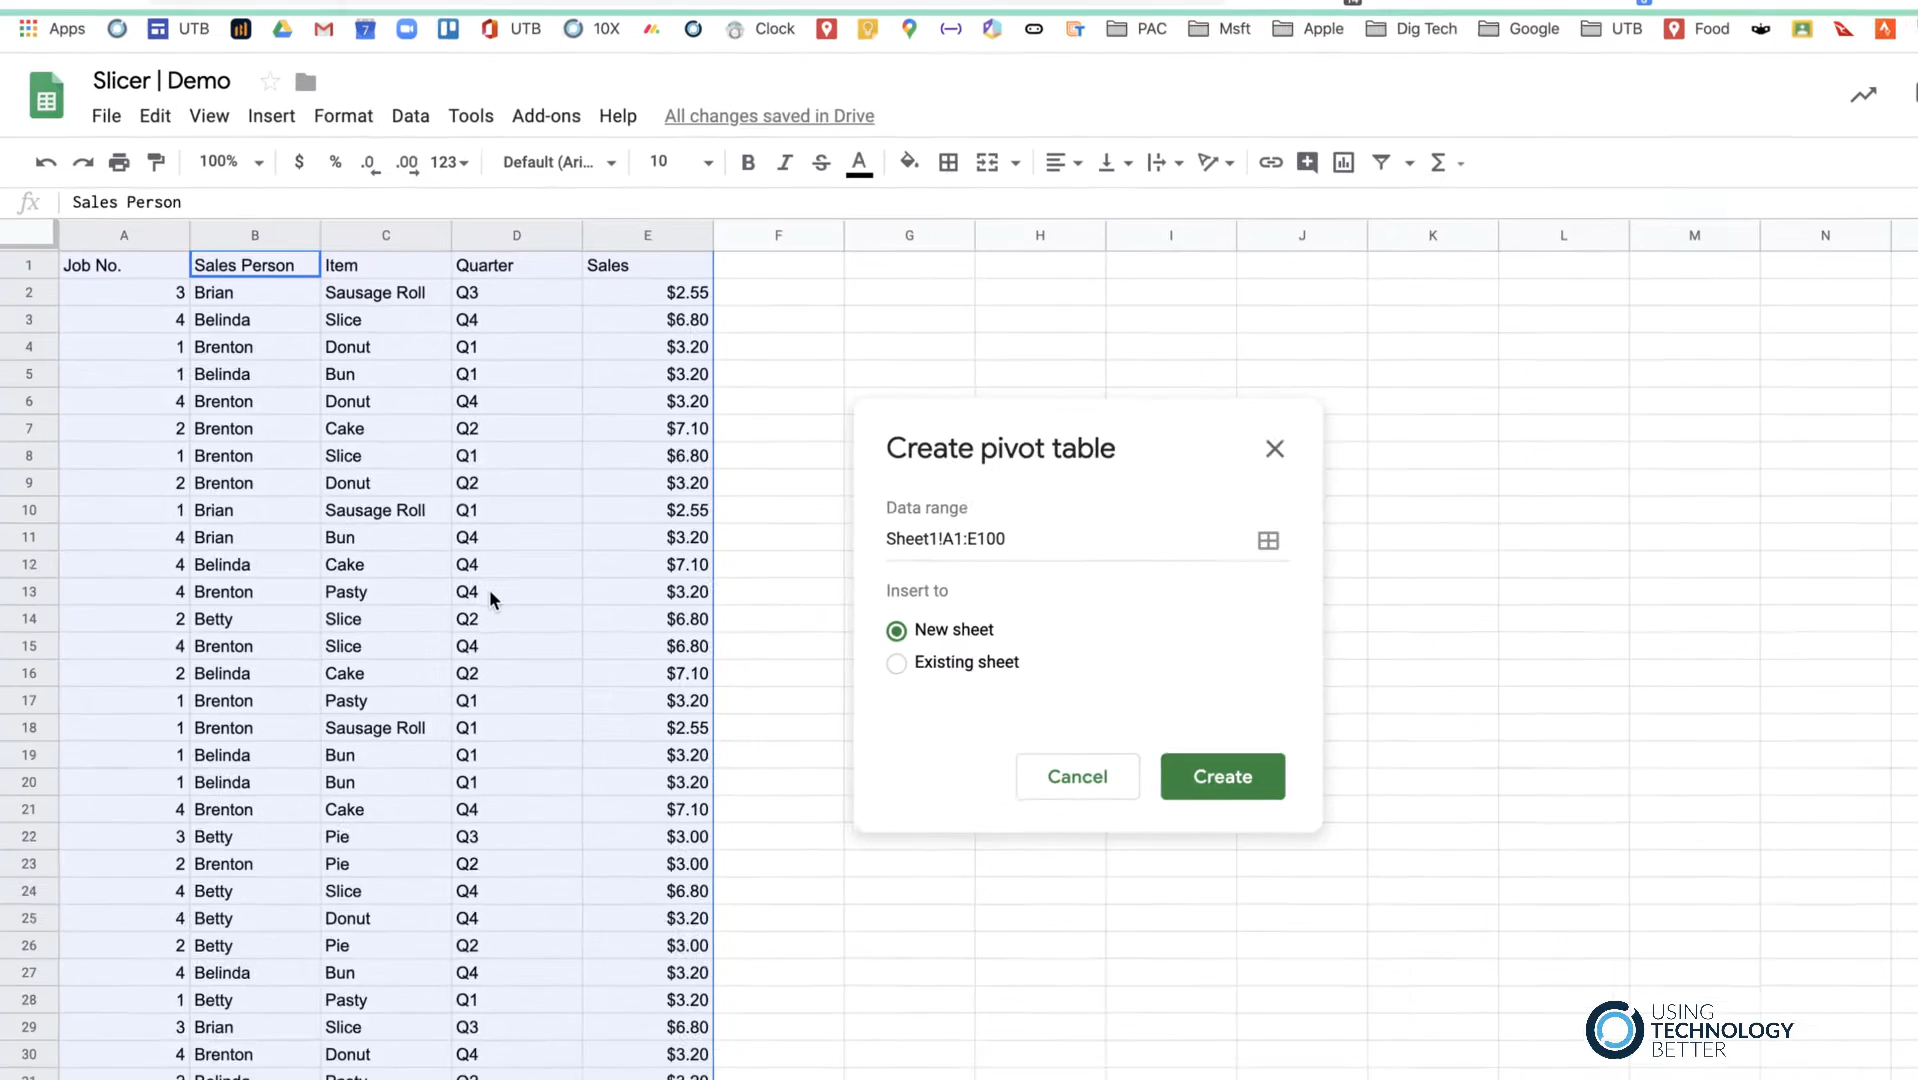 Apps UTB UTB 10X Clock PAC Msft Apple Dig Tech Google UTB Food
Slicer | Demo
File Edit View Insert Format Data Tools Add-ons Help All changes saved in Drive
100% $ % .0 .00 123 Default (Ari... 10 B I S A Σ
fx Sales Person
A B C D E F G H I J K L M N
1 Job No. Sales Person Item Quarter Sales
2 3 Brian Sausage Roll Q3 $2.55
3 4 Belinda Slice Q4 $6.80
4 1 Brenton Donut Q1 $3.20
5 1 Belinda Bun Q1 $3.20
6 4 Brenton Donut Q4 $3.20
7 2 Brenton Cake Q2 $7.10
8 1 Brenton Slice Q1 $6.80
9 2 Brenton Donut Q2 $3.20
10 1 Brian Sausage Roll Q1 $2.55
11 4 Brian Bun Q4 $3.20
12 4 Belinda Cake Q4 $7.10
13 4 Brenton Pasty Q4 $3.20
14 2 Betty Slice Q2 $6.80
15 4 Brenton Slice Q4 $6.80
16 2 Belinda Cake Q2 $7.10
17 1 Brenton Pasty Q1 $3.20
18 1 Brenton Sausage Roll Q1 $2.55
19 1 Belinda Bun Q1 $3.20
20 1 Belinda Bun Q1 $3.20
21 4 Brenton Cake Q4 $7.10
22 3 Betty Pie Q3 $3.00
23 2 Brenton Pie Q2 $3.00
24 4 Betty Slice Q4 $6.80
25 4 Betty Donut Q4 $3.20
26 2 Betty Pie Q2 $3.00
27 4 Belinda Bun Q4 $3.20
28 1 Betty Pasty Q1 $3.20
29 3 Brian Slice Q3 $6.80
30 4 Brenton Donut Q4 $3.20
Create pivot table
Data range
Sheet1!A1:E100
Insert to
New sheet
Existing sheet
Cancel Create
USING
TECHNOLOGY
BETTER